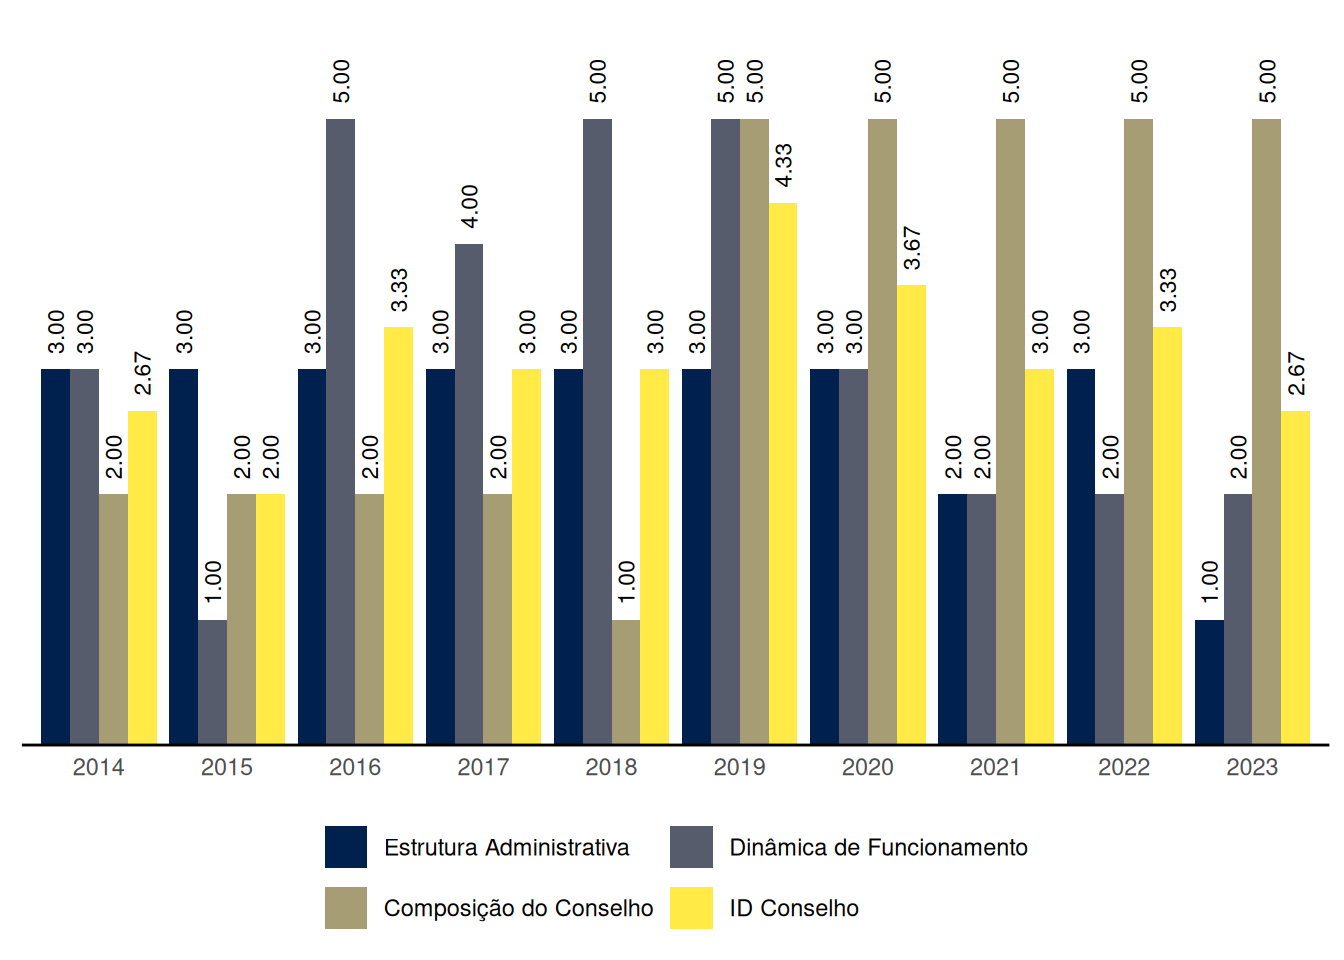 3.00 3.00 2.00 2.67
3.00 1.00 2.00 2.00
3.00 5.00 2.00 3.33
3.00 4.00 2.00 3.00
3.00 5.00 1.00 3.00
3.00 5.00 5.00 4.33
3.00 3.00 5.00 3.67
2.00 2.00 5.00 3.00
3.00 2.00 5.00 3.33
1.00 2.00 5.00 2.67
2014 2015 2016 2017 2018 2019 2020 2021 2022 2023
Estrutura Administrativa Dinâmica de Funcionamento
Composição do Conselho ID Conselho